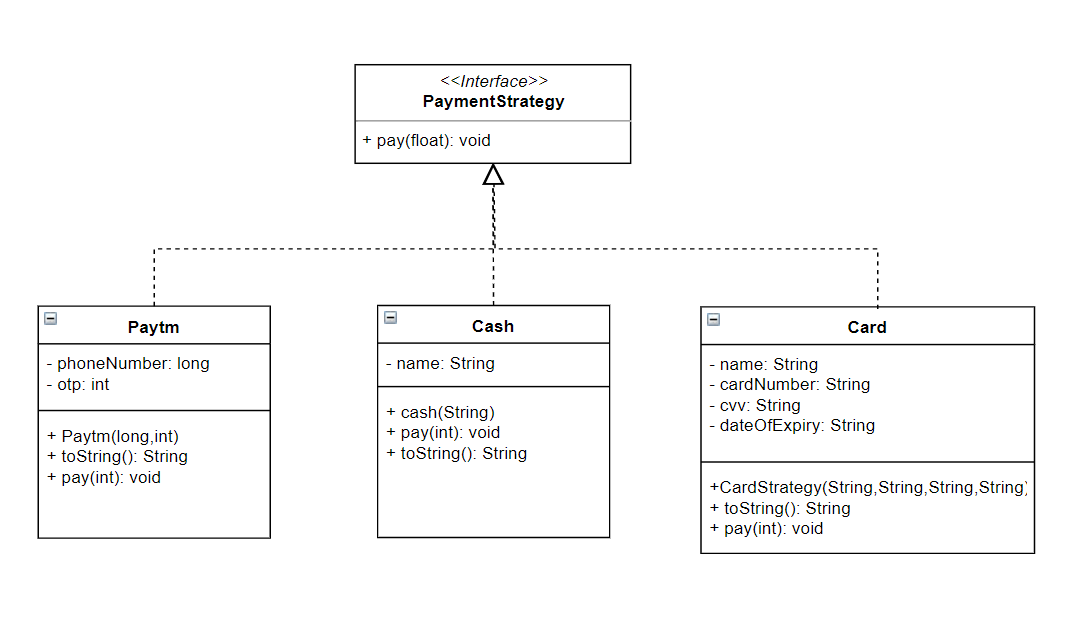 <<Interface>>
PaymentStrategy
+ pay(float): void
Paytm
- phoneNumber: long
- otp: int
+ Paytm(long,int)
+ toString(): String
+ pay(int): void
Cash
- name: String
+ cash(String)
+ pay(int): void
+ toString(): String
Card
- name: String
- cardNumber: String
- cvv: String
- dateOfExpiry: String
+CardStrategy(String,String,String,String)
+ toString(): String
+ pay(int): void